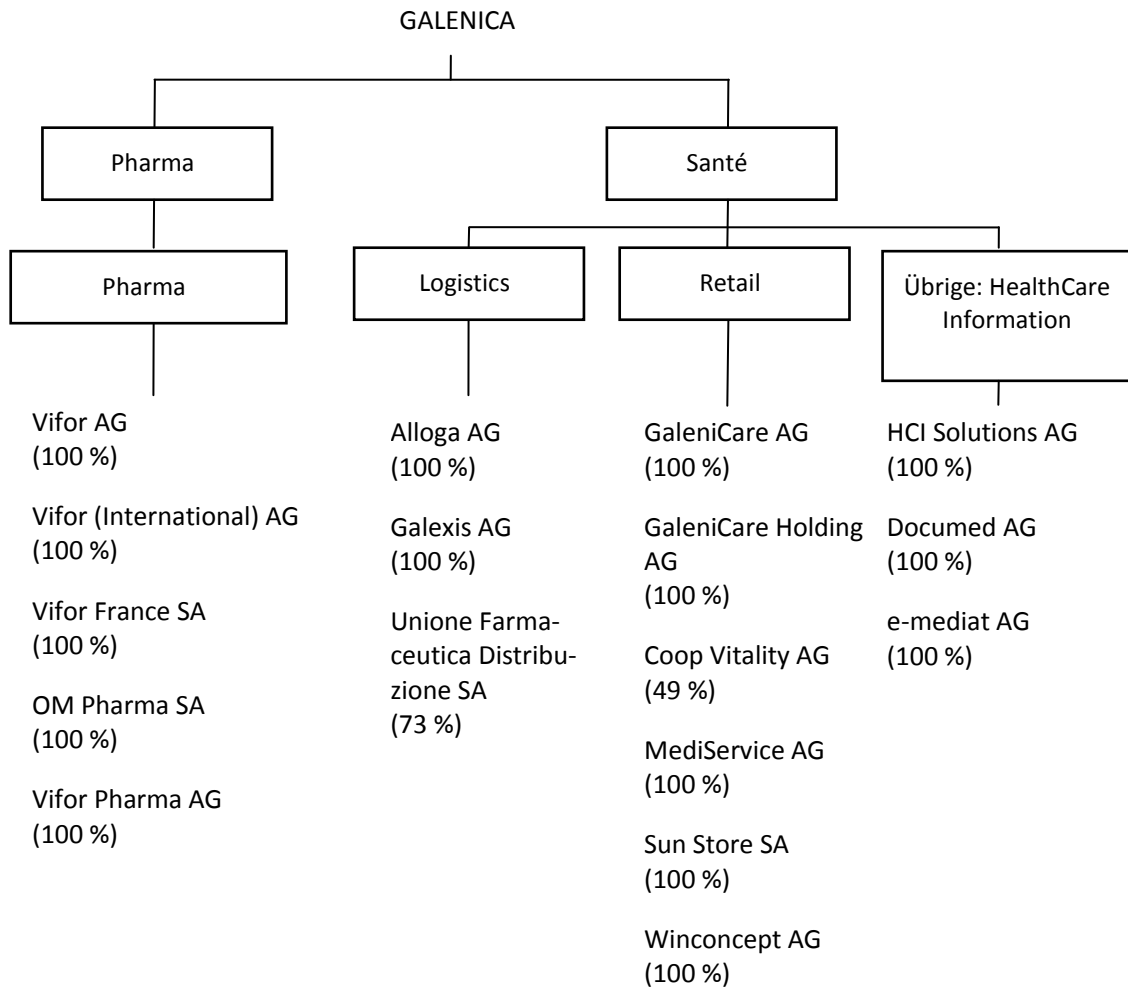 GALENICA
Pharma
Santé
Pharma
Logistics
Retail
Übrige: HealthCare
Information
Vifor AG
(100 %)
Vifor (International) AG
(100 %)
Vifor France SA
(100 %)
OM Pharma SA
(100 %)
Vifor Pharma AG
(100 %)
Alloga AG
(100 %)
Galexis AG
(100 %)
Unione Farma-
ceutica Distribu-
zione SA
(73 %)
GaleniCare AG
(100 %)
GaleniCare Holding
AG
(100 %)
Coop Vitality AG
(49 %)
MediService AG
(100 %)
Sun Store SA
(100 %)
Winconcept AG
(100 %)
HCI Solutions AG
(100 %)
Documed AG
(100 %)
e-mediat AG
(100 %)